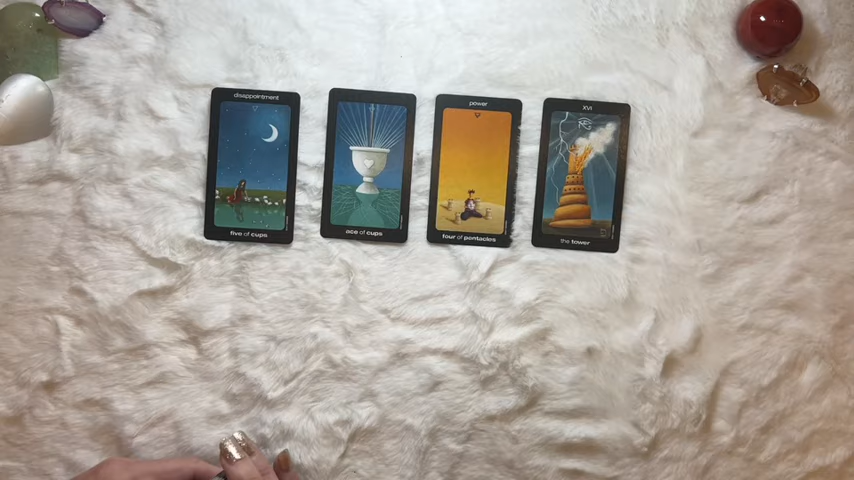 disappointment
five of cups
ace of cups
power
four of pentacles
XVI
the tower